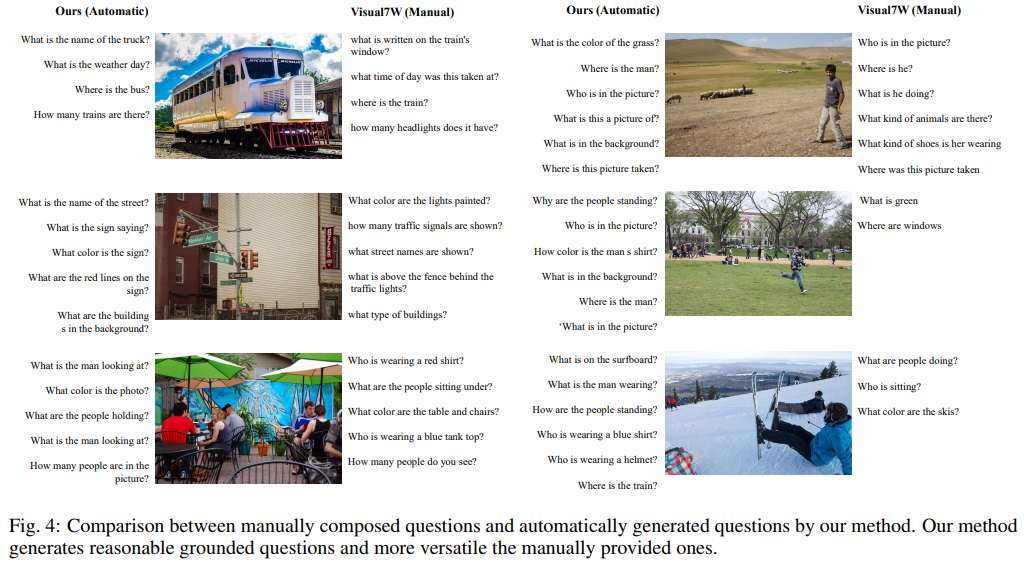 Ours (Automatic)
Visual7W (Manual)
What is the name of the truck?
What is the weather day?
Where is the bus?
How many trains are there?
what is written on the train's
window?
what time of day was this taken at?
where is the train?
how many headlights does it have?
What is the name of the street?
What is the sign saying?
What color is the sign?
What are the red lines on the
sign?
What are the building
s in the background?
What color are the lights painted?
how many traffic signals are shown?
what street names are shown?
what is above the fence behind the
traffic lights?
what type of buildings?
What is the man looking at?
What color is the photo?
What are the people holding?
What is the man looking at?
How many people are in the
picture?
Who is wearing a red shirt?
What are the people sitting under?
What color are the table and chairs?
Who is wearing a blue tank top?
How many people do you see?
Ours (Automatic)
Visual7W (Manual)
What is the color of the grass?
Where is the man?
Who is in the picture?
What is this a picture of?
What is in the background?
Where is this picture taken?
Who is in the picture?
Where is he?
What is he doing?
What kind of animals are there?
What kind of shoes is her wearing
Where was this picture taken
Why are the people standing?
Who is in the picture?
How color is the man s shirt?
What is in the background?
Where is the man?
‘What is in the picture?
What is green
Where are windows
What is on the surfboard?
What is the man wearing?
How are the people standing?
Who is wearing a blue shirt?
Who is wearing a helmet?
Where is the train?
What are people doing?
Who is sitting?
What color are the skis?
Fig. 4: Comparison between manually composed questions and automatically generated questions by our method. Our method
generates reasonable grounded questions and more versatile the manually provided ones.